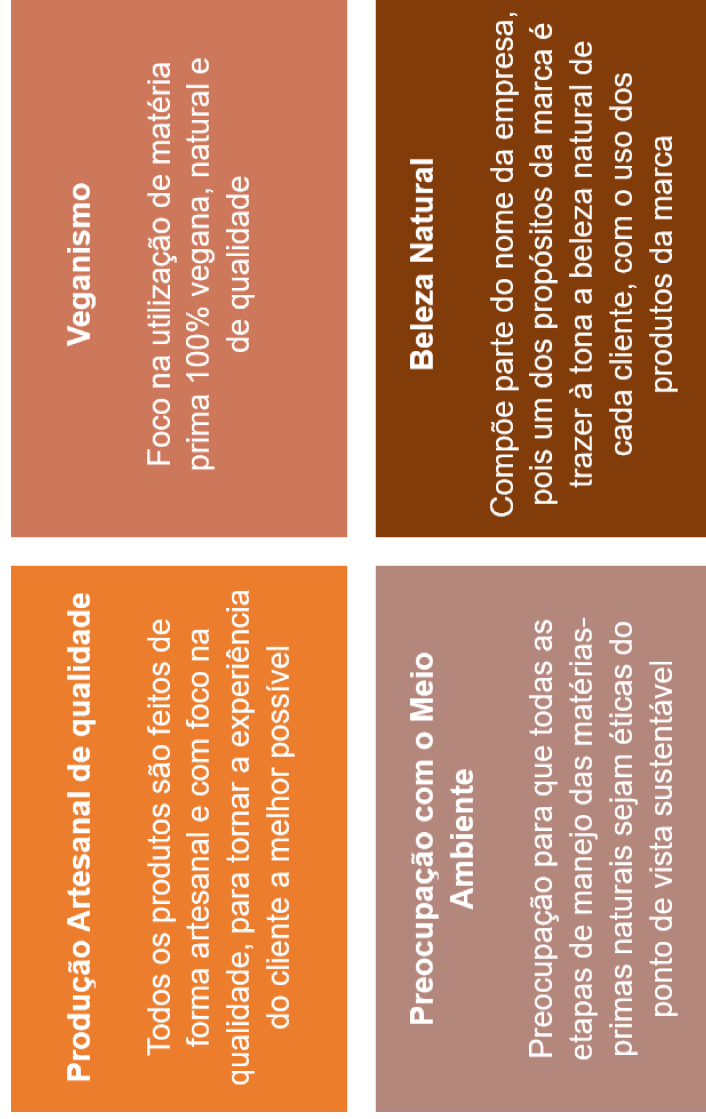 Produção Artesanal de qualidade
Todos os produtos são feitos de
forma artesanal e com foco na
qualidade, para tornar a experiência
do cliente a melhor possível
Veganismo
Foco na utilização de matéria
prima 100% vegana, natural e
de qualidade
Preocupação com o Meio
Ambiente
Preocupação para que todas as
etapas de manejo das matérias-
primas naturais sejam éticas do
ponto de vista sustentável
Beleza Natural
Compõe parte do nome da empresa,
pois um dos propósitos da marca é
trazer à tona a beleza natural de
cada cliente, com o uso dos
produtos da marca